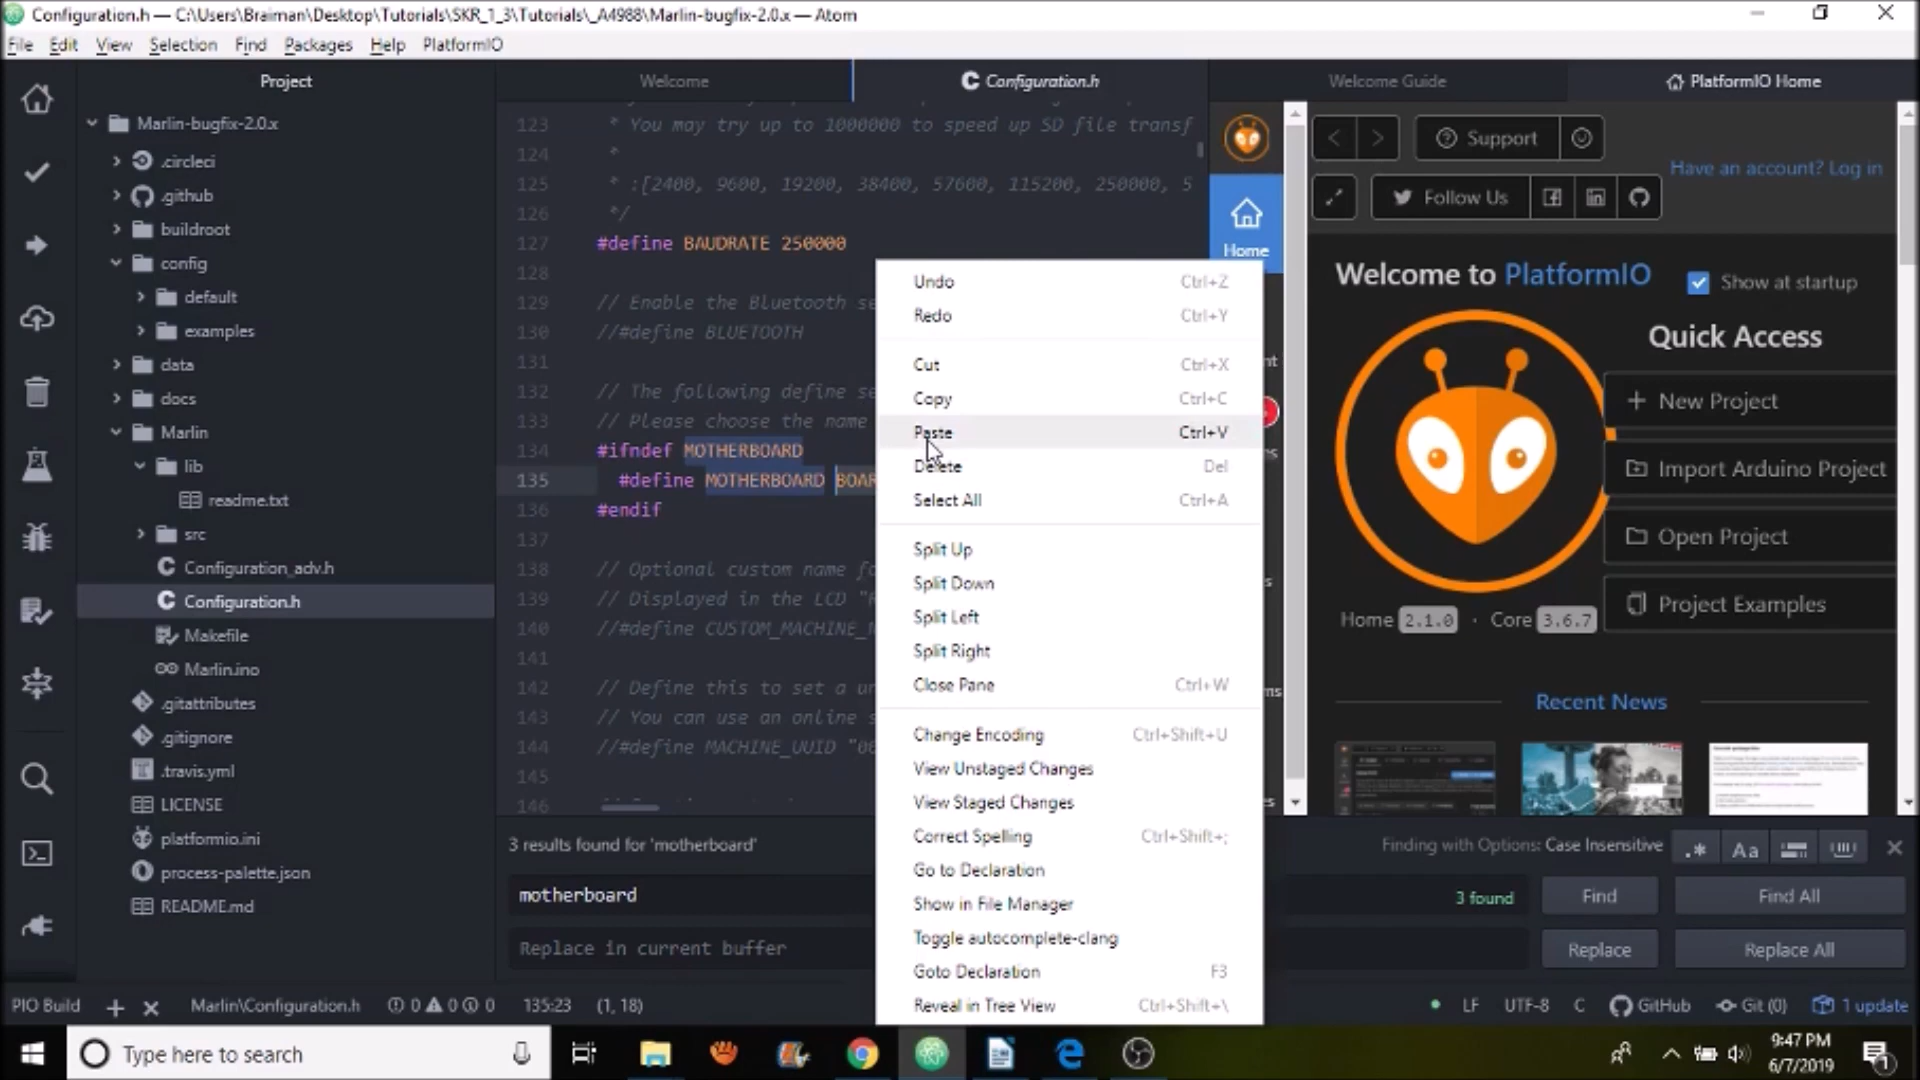 Configuration.h — C:\Users\Braiman\Desktop\Tutorials\SKR_1_3\Tutorials\_A4988\Marlin-bugfix-2.0.x — Atom
File Edit View Selection Find Packages Help PlatformIO
Project
Marlin-bugfix-2.0.x
.circleci
.github
buildroot
config
default
examples
data
docs
Marlin
lib
readme.txt
src
Configuration_adv.h
Configuration.h
Makefile
Marlin.ino
.gitattributes
.gitignore
.travis.yml
LICENSE
platformio.ini
process-palette.json
README.md
Welcome
Configuration.h
Welcome Guide
PlatformIO Home
123 * You may try up to 1000000 to speed up SD file transf
124 *
125 * :[2400, 9600, 19200, 38400, 57600, 115200, 250000, 5
126 */
127 #define BAUDRATE 250000
128
129 // Enable the Bluetooth se
130 //#define BLUETOOTH
131
132 // The following define se
133 // Please choose the name
134 #ifndef MOTHERBOARD
135 #define MOTHERBOARD BOAR
136 #endif
137
138 // Optional custom name fo
139 // Displayed in the LCD "R
140 //#define CUSTOM_MACHINE_N
141
142 // Define this to set a un
143 // You can use an online s
144 //#define MACHINE_UUID "00
145
146
Undo Ctrl+Z
Redo Ctrl+Y
Cut Ctrl+X
Copy Ctrl+C
Paste Ctrl+V
Delete Del
Select All Ctrl+A
Split Up
Split Down
Split Left
Split Right
Close Pane Ctrl+W
Change Encoding Ctrl+Shift+U
View Unstaged Changes
View Staged Changes
Correct Spelling Ctrl+Shift+;
Go to Declaration
Show in File Manager
Toggle autocomplete-clang
Goto Declaration F3
Reveal in Tree View Ctrl+Shift+\
Home
Support
Have an account? Log in
Follow Us
Welcome to PlatformIO
Show at startup
Quick Access
New Project
Import Arduino Project
Open Project
Project Examples
Home 2.1.0 · Core 3.6.7
Recent News
3 results found for 'motherboard'
Finding with Options: Case Insensitive
.* Aa
motherboard
3 found
Find
Find All
Replace in current buffer
Replace
Replace All
PIO Build + × Marlin\Configuration.h 0 0 0 135:23 (1, 18)
LF UTF-8 C GitHub Git (0) 1 update
Type here to search
9:47 PM
6/7/2019
1